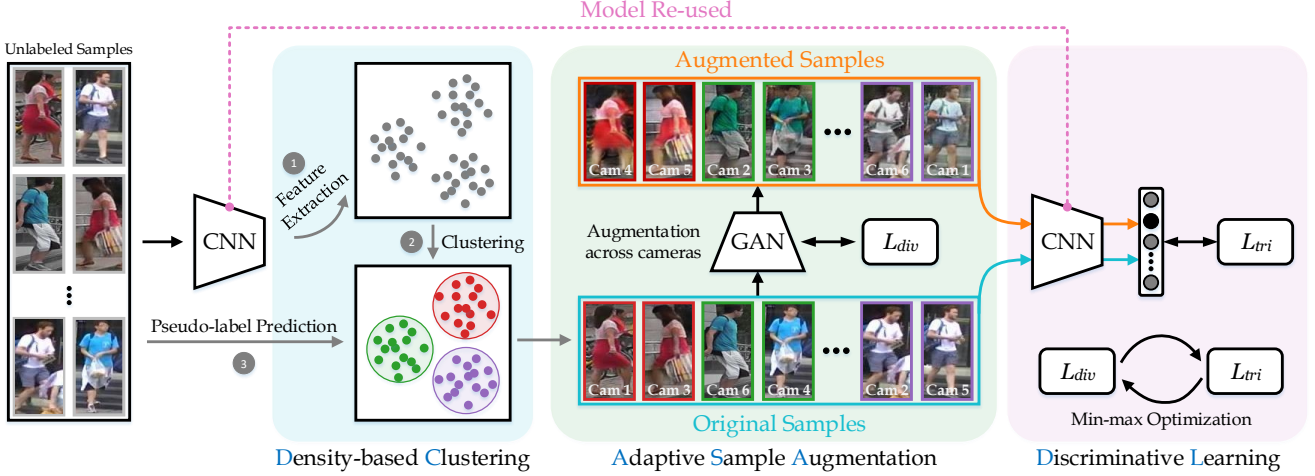 Model Re-used
Unlabeled Samples
CNN
1
Feature
Extraction
2
Clustering
Pseudo-label Prediction
3
Density-based Clustering
Augmented Samples
Cam 4
Cam 5
Cam 2
Cam 3
Cam 6
Cam 1
Augmentation
across cameras
GAN
L_div
Cam 1
Cam 3
Cam 6
Cam 4
Cam 2
Cam 5
Original Samples
Adaptive Sample Augmentation
CNN
L_tri
L_div
L_tri
Min-max Optimization
Discriminative Learning